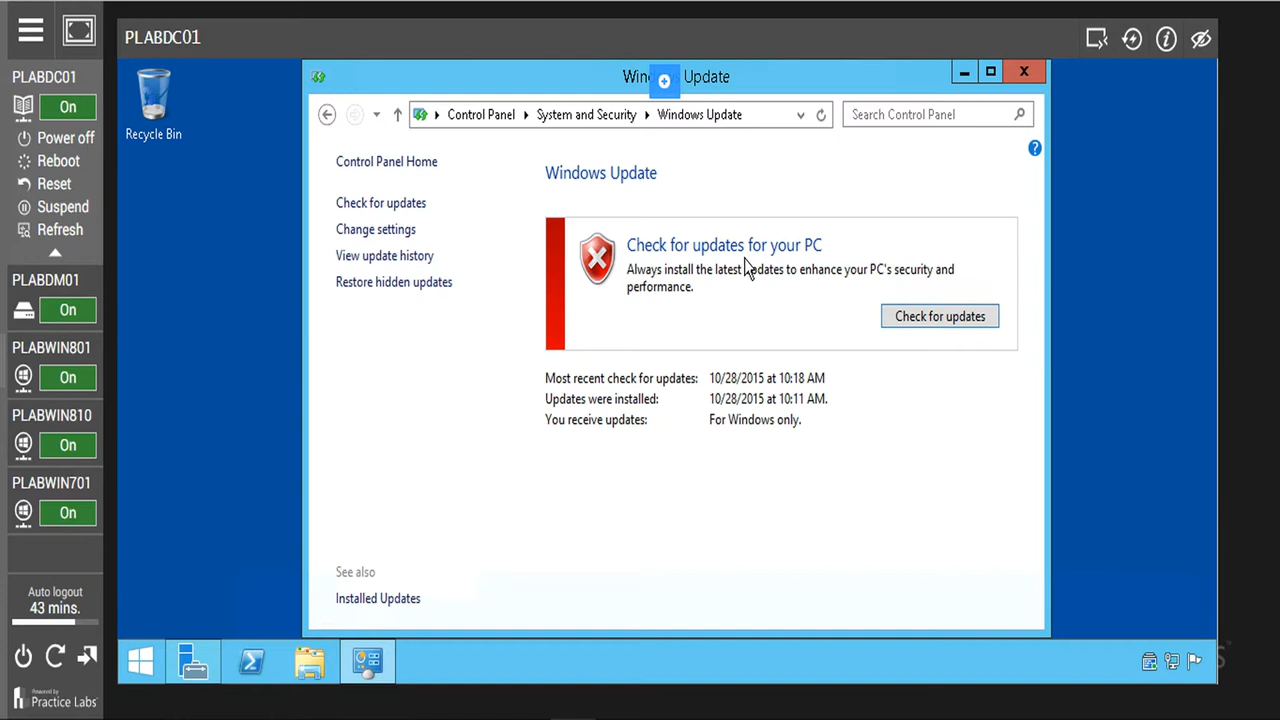 PLABDC01
PLABDC01
On
Power off
Reboot
Reset
Suspend
Refresh
PLABDM01
On
PLABWIN801
On
PLABWIN810
On
PLABWIN701
On
Auto logout
43 mins.
Powered by
Practice Labs
Recycle Bin
Windows Update
Control Panel
System and Security
Windows Update
Search Control Panel
Control Panel Home
Check for updates
Change settings
View update history
Restore hidden updates
See also
Installed Updates
Windows Update
Check for updates for your PC
Always install the latest updates to enhance your PC's security and
performance.
Check for updates
Most recent check for updates: 10/28/2015 at 10:18 AM
Updates were installed: 10/28/2015 at 10:11 AM.
You receive updates: For Windows only.